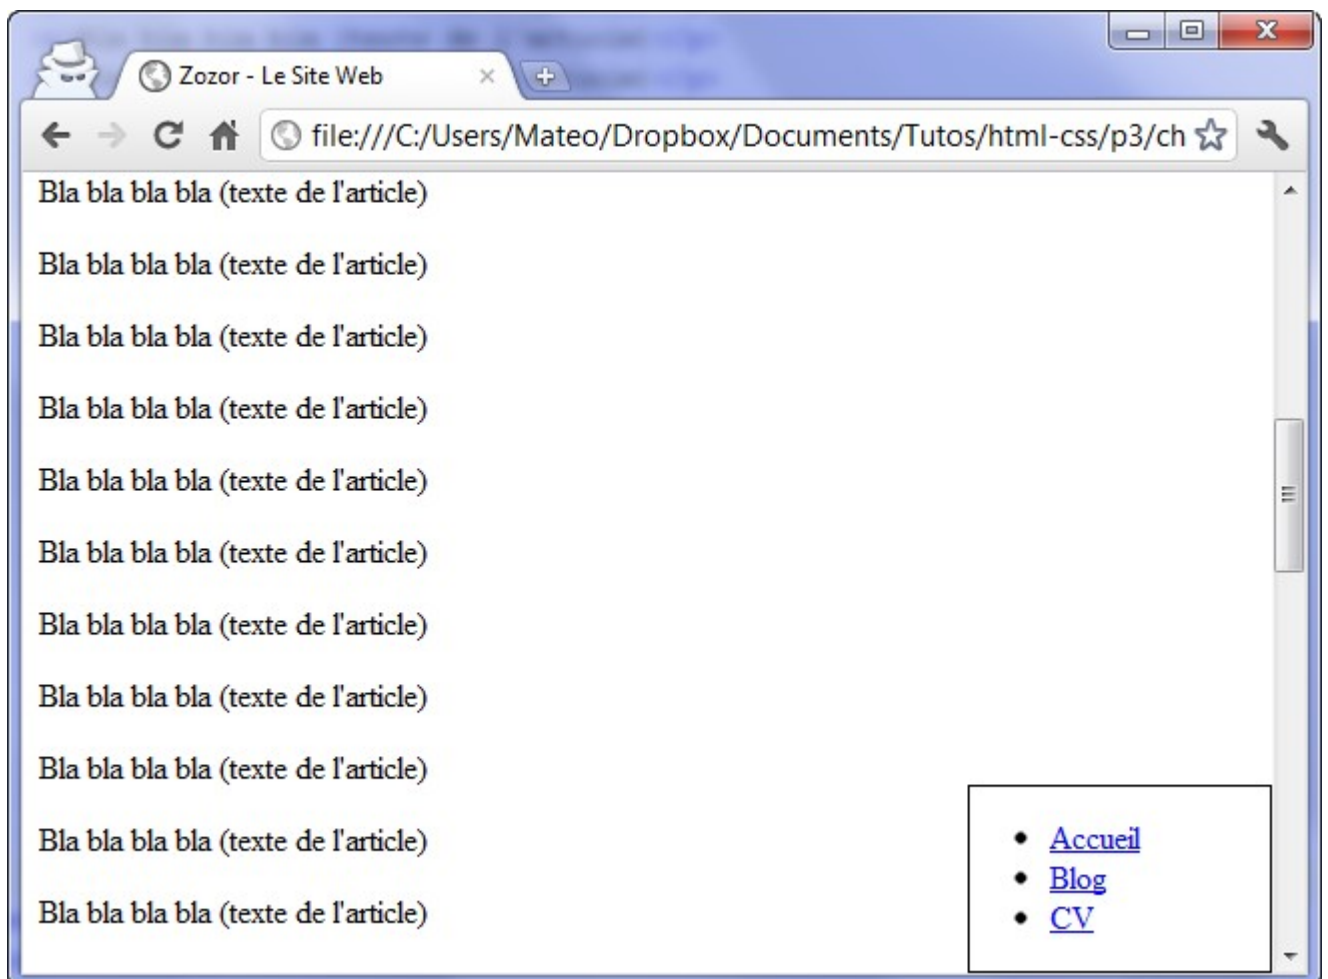 Zozor - Le Site Web
file:///C:/Users/Mateo/Dropbox/Documents/Tutos/html-css/p3/ch
Bla bla bla bla (texte de l'article)
Bla bla bla bla (texte de l'article)
Bla bla bla bla (texte de l'article)
Bla bla bla bla (texte de l'article)
Bla bla bla bla (texte de l'article)
Bla bla bla bla (texte de l'article)
Bla bla bla bla (texte de l'article)
Bla bla bla bla (texte de l'article)
Bla bla bla bla (texte de l'article)
Bla bla bla bla (texte de l'article)
Bla bla bla bla (texte de l'article)
Accueil
Blog
CV